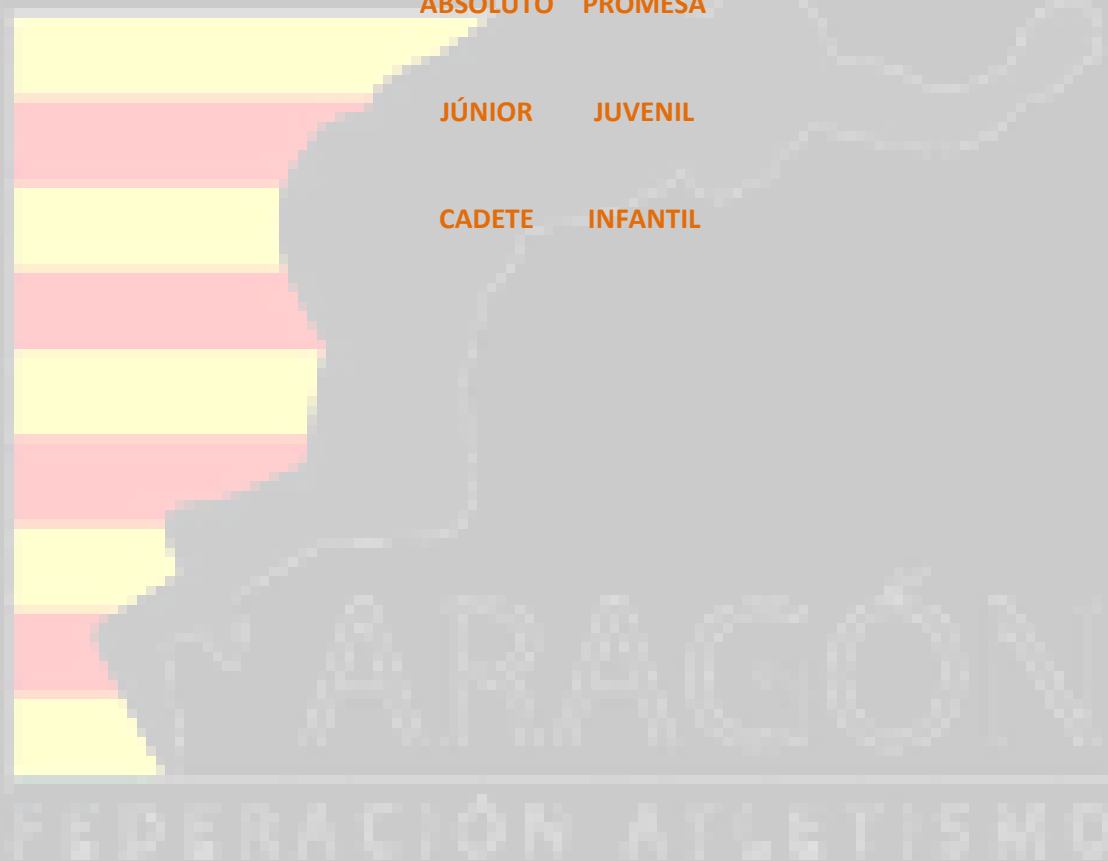 ABSOLUTO PROMESA
JÚNIOR JUVENIL
CADETE INFANTIL
ARAGÓN
FEDERACIÓN ATLETISMO